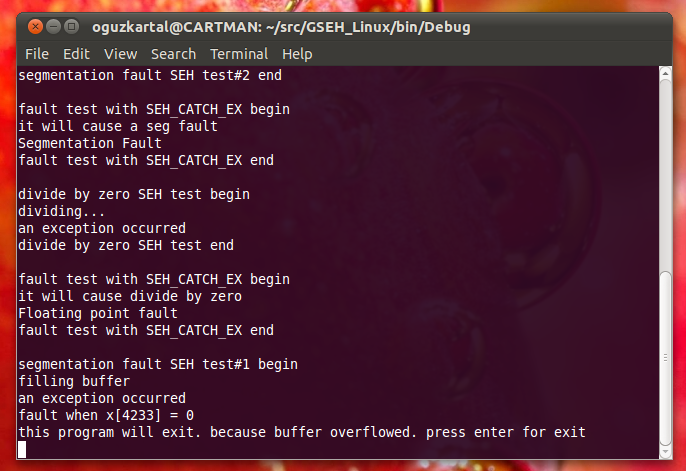 oguzkartal@CARTMAN: ~/src/GSEH_Linux/bin/Debug
File Edit View Search Terminal Help
segmentation fault SEH test#2 end
fault test with SEH_CATCH_EX begin
it will cause a seg fault
Segmentation Fault
fault test with SEH_CATCH_EX end
divide by zero SEH test begin
dividing...
an exception occurred
divide by zero SEH test end
fault test with SEH_CATCH_EX begin
it will cause divide by zero
Floating point fault
fault test with SEH_CATCH_EX end
segmentation fault SEH test#1 begin
filling buffer
an exception occurred
fault when x[4233] = 0
this program will exit. because buffer overflowed. press enter for exit